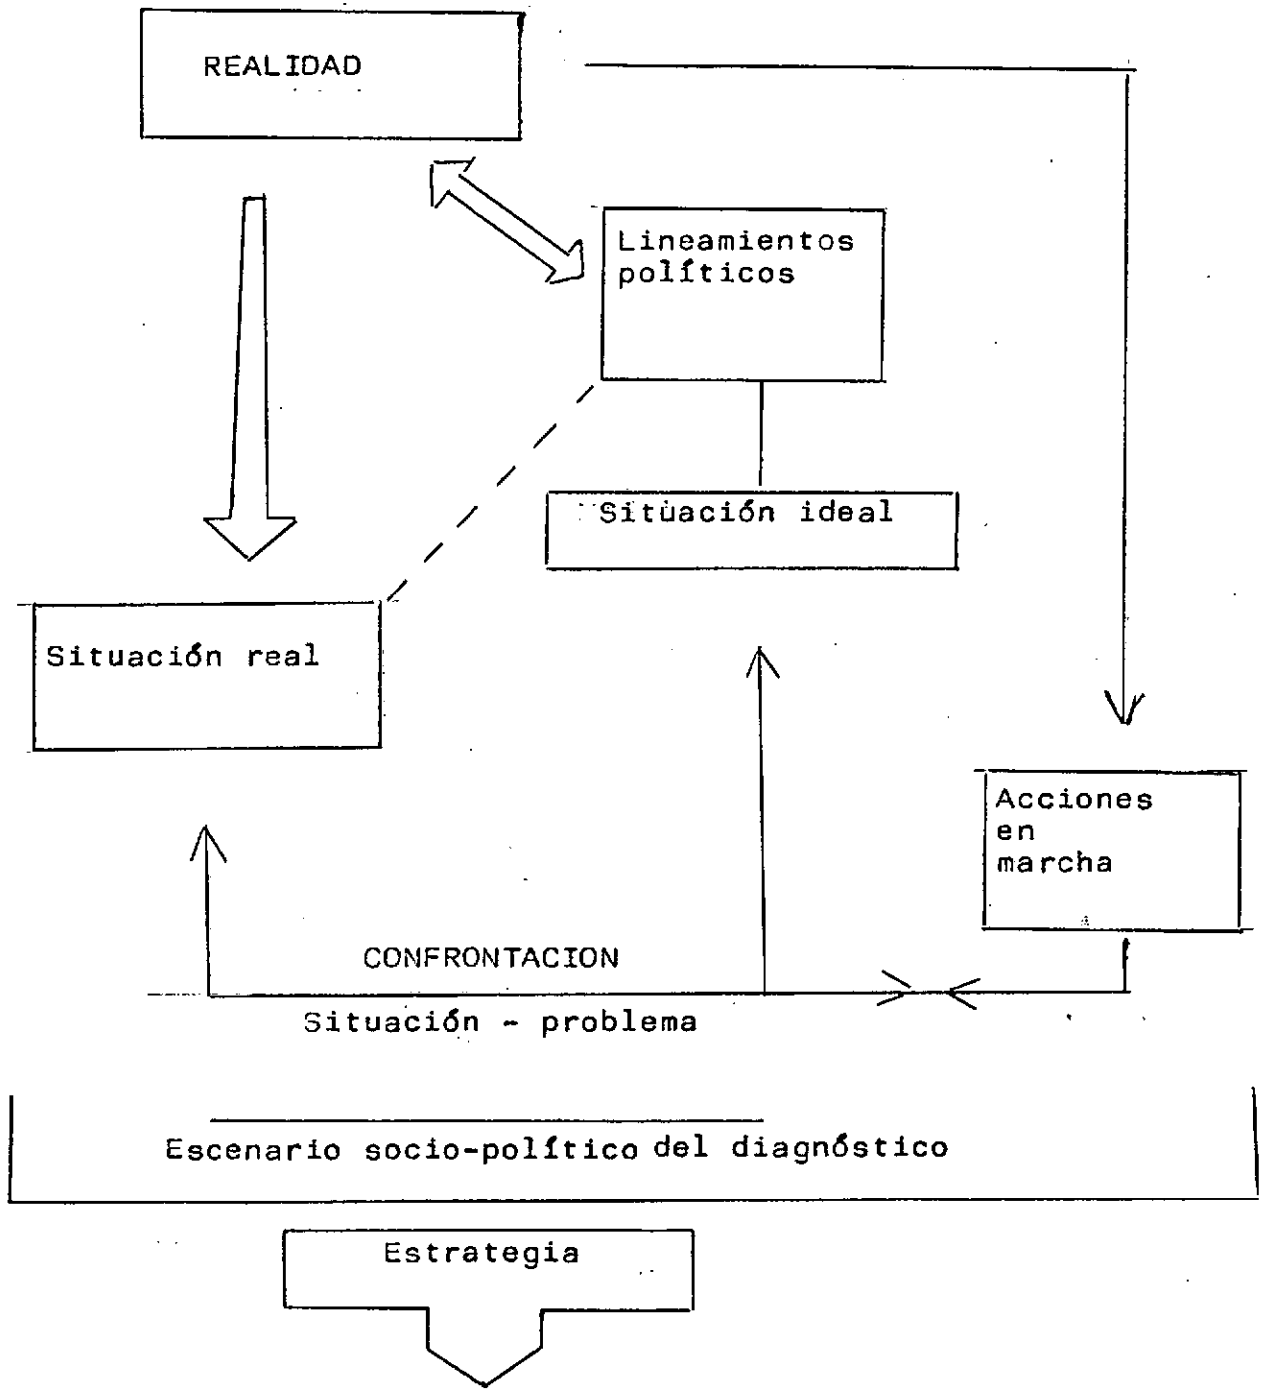 REALIDAD
Lineamientos
políticos
Situación ideal
Situación real
Acciones
en
marcha
CONFRONTACION
Situación - problema
Escenario socio-político del diagnóstico
Estrategia